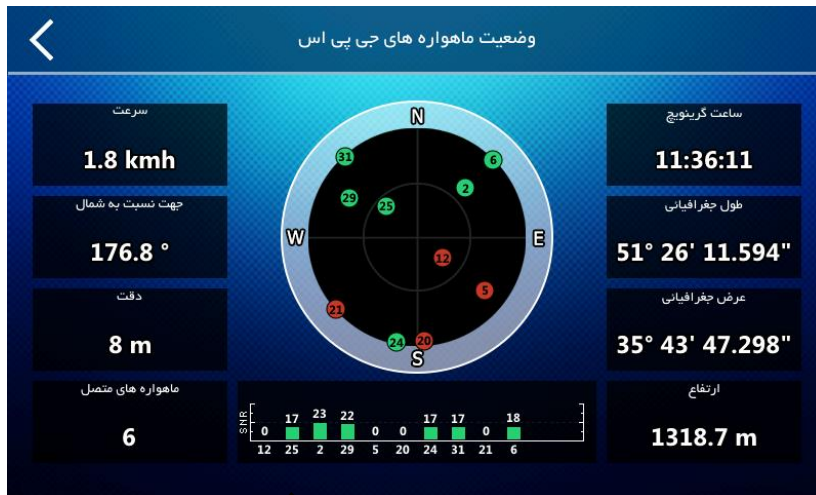 وضعیت ماهواره های جی پی اس
ساعت گرینویچ
11:36:11
طول جغرافیائی
51° 26' 11.594"
عرض جغرافیائی
35° 43' 47.298"
ارتفاع
1318.7 m
سرعت
1.8 kmh
جهت نسبت به شمال
176.8 °
دقت
8 m
ماهواره های متصل
6
N
31 6
2
29 25
W E
12
5
21
24 20
S
SNR
0 17 23 22 0 0 17 17 0 18
12 25 2 29 5 20 24 31 21 6